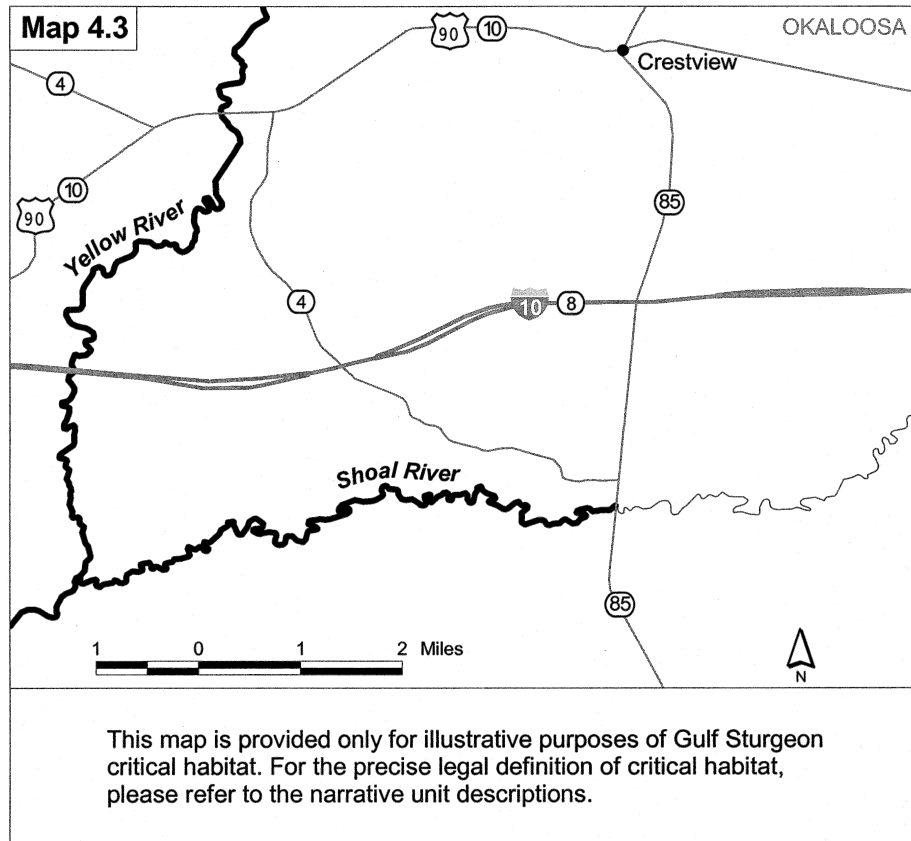 Map 4.3
OKALOOSA
90
10
Crestview
4
10
90
85
Yellow River
4
10
8
Shoal River
85
1 0 1 2 Miles
N
This map is provided only for illustrative purposes of Gulf Sturgeon
critical habitat. For the precise legal definition of critical habitat,
please refer to the narrative unit descriptions.